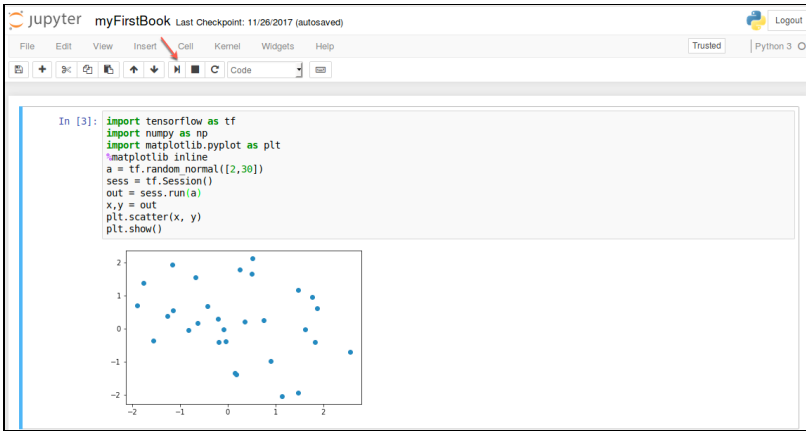 jupyter myFirstBook Last Checkpoint: 11/26/2017 (autosaved) Logout
File Edit View Insert Cell Kernel Widgets Help Trusted Python 3
Code
In [3]: import tensorflow as tf
import numpy as np
import matplotlib.pyplot as plt
%matplotlib inline
a = tf.random_normal([2,30])
sess = tf.Session()
out = sess.run(a)
x,y = out
plt.scatter(x, y)
plt.show()
2
1
0
−1
−2
−2 −1 0 1 2